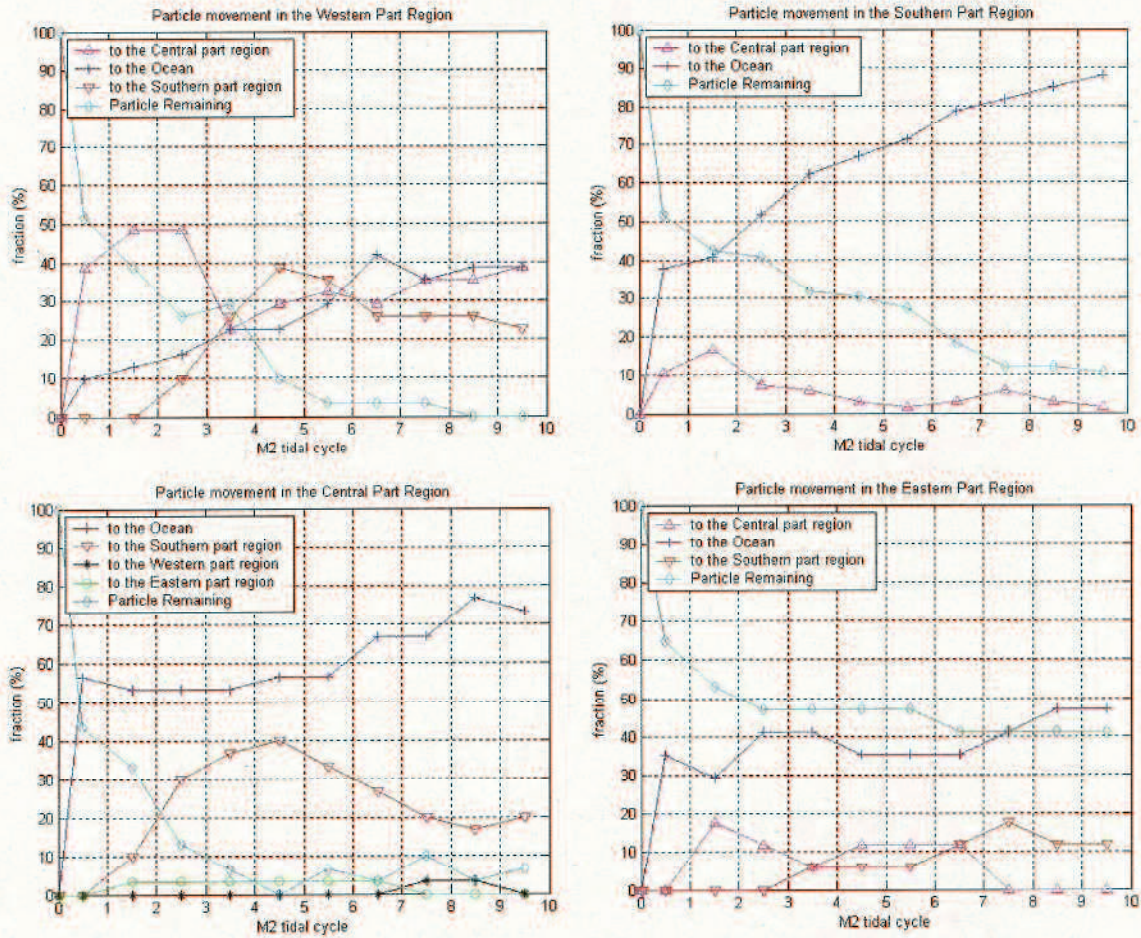 Particle movement in the Western Part Region
100
90
80
70
60
50
40
30
20
10
0
fraction (%)
to the Central part region
to the Ocean
to the Southern part region
Particle Remaining
0 1 2 3 4 5 6 7 8 9 10
M2 tidal cycle
Particle movement in the Southern Part Region
100
90
80
70
60
50
40
30
20
10
0
fraction (%)
to the Central part region
to the Ocean
Particle Remaining
0 1 2 3 4 5 6 7 8 9 10
M2 tidal cycle
Particle movement in the Central Part Region
100
90
80
70
60
50
40
30
20
10
0
fraction (%)
to the Ocean
to the Southern part region
to the Western part region
to the Eastern part region
Particle Remaining
0 1 2 3 4 5 6 7 8 9 10
M2 tidal cycle
Particle movement in the Eastern Part Region
100
90
80
70
60
50
40
30
20
10
0
fraction (%)
to the Central part region
to the Ocean
to the Southern part region
Particle Remaining
0 1 2 3 4 5 6 7 8 9 10
M2 tidal cycle